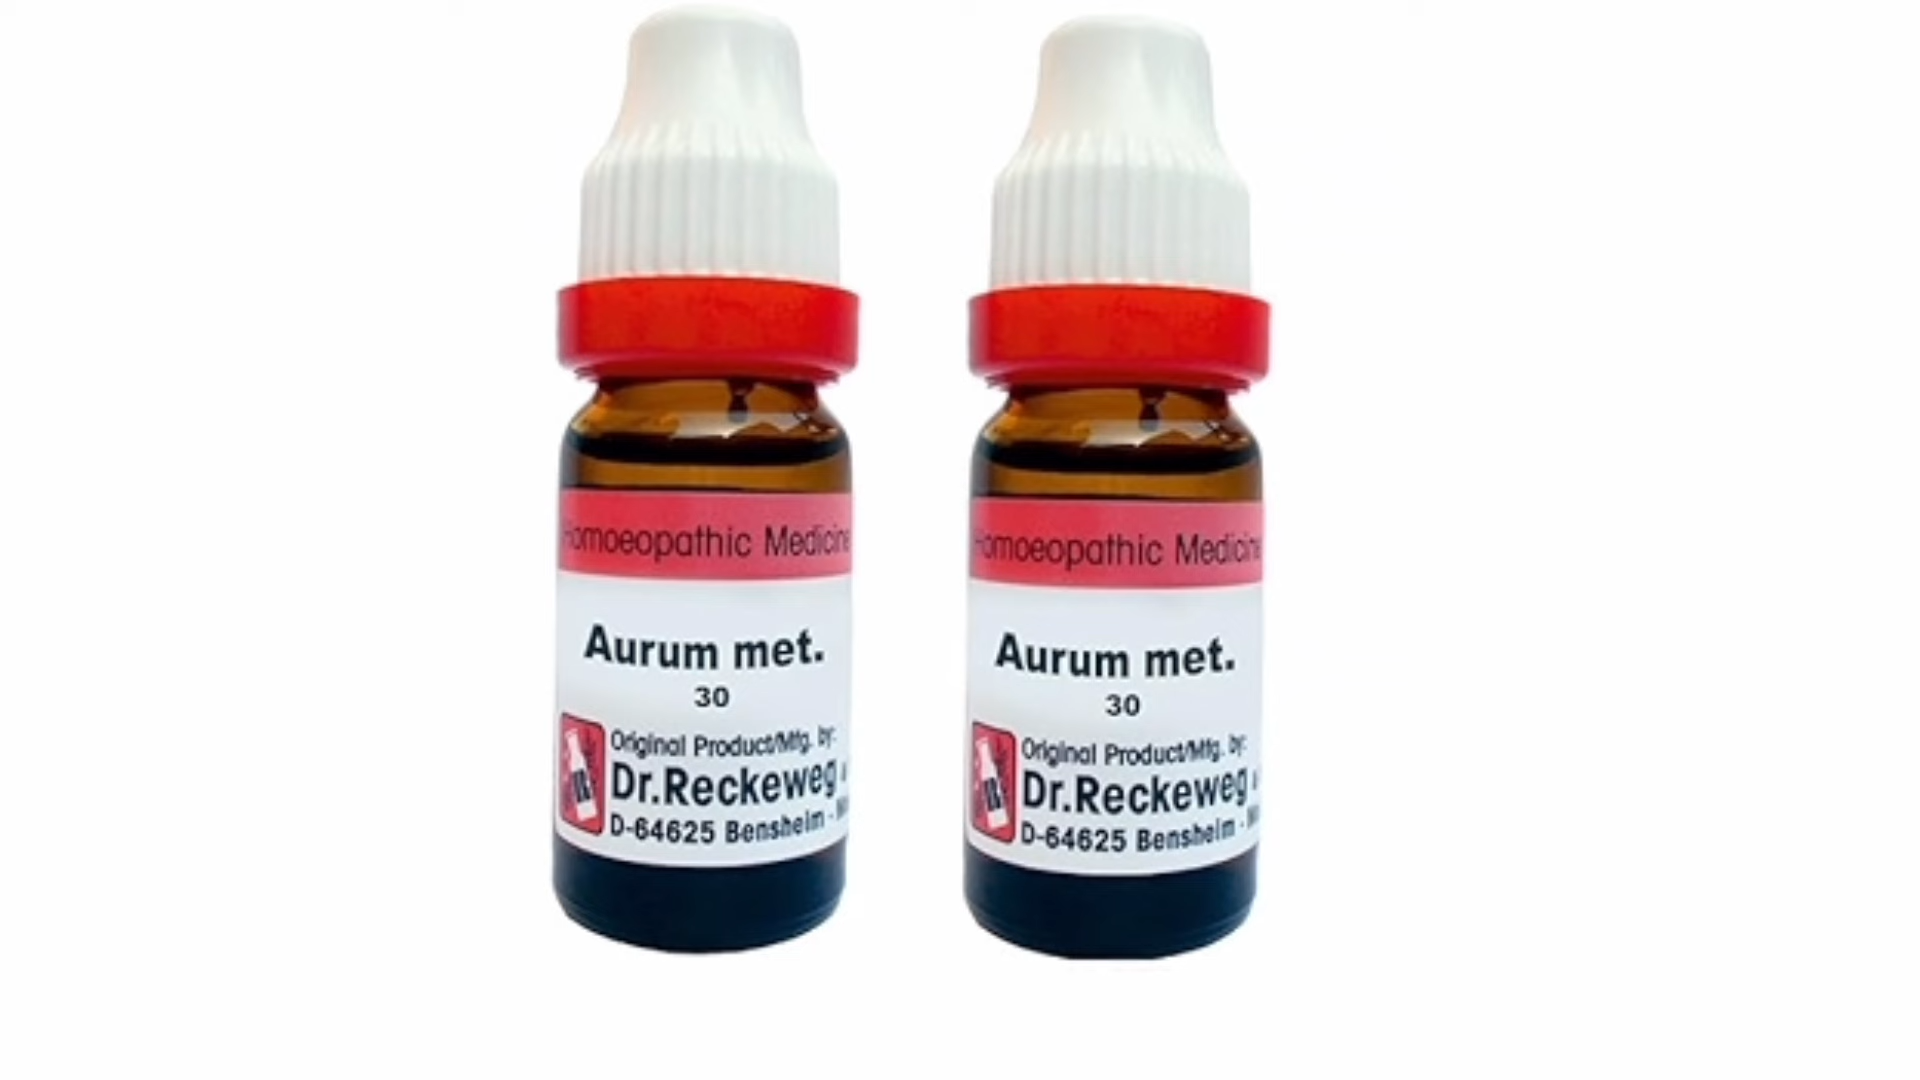 Homoeopathic Medicine
Aurum met.
30
Original Product/Mfg. by:
Dr.Reckeweg
D-64625 Bensheim -
Homoeopathic Medicine
Aurum met.
30
Original Product/Mfg. by:
Dr.Reckeweg
D-64625 Bensheim -